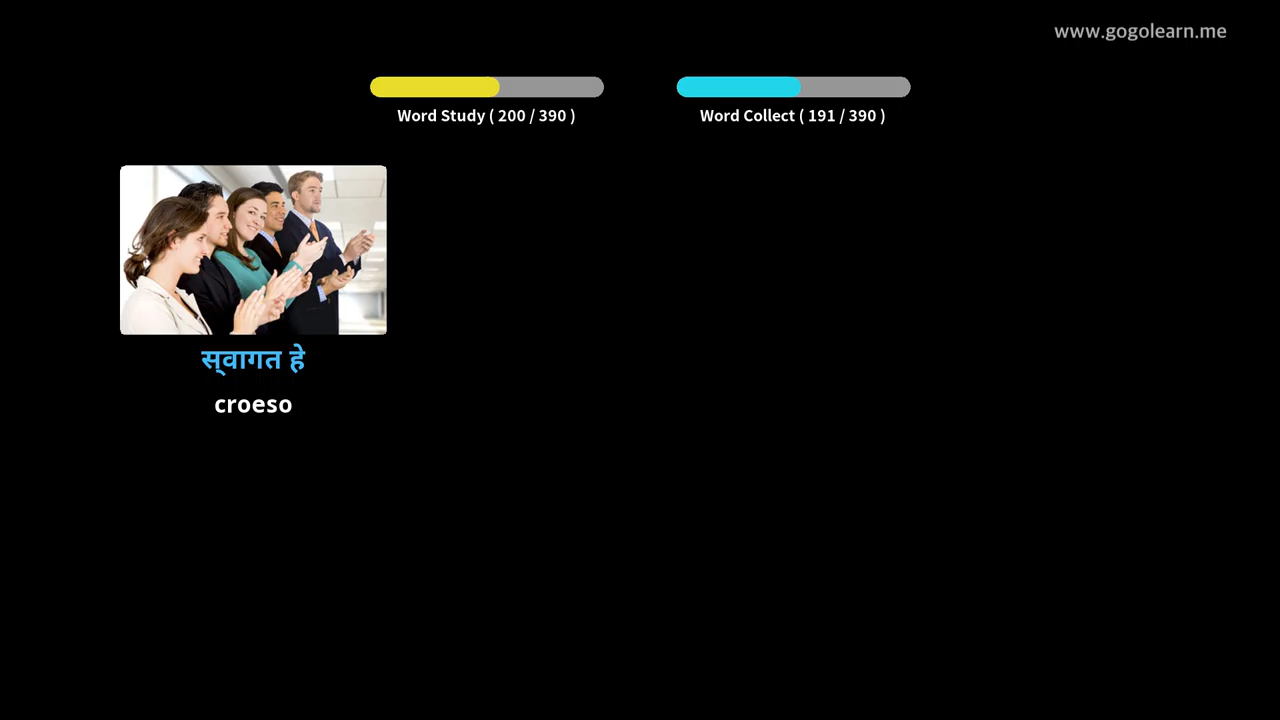 www.gogolearn.me
Word Study ( 200 / 390 )
Word Collect ( 191 / 390 )
स्‌वागत हे
croeso